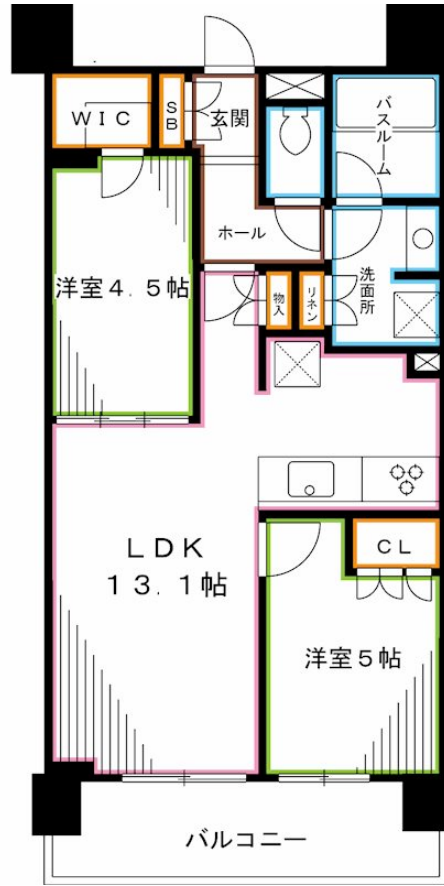 WIC
SB
玄関
バスルーム
ホール
洋室4.5帖
物入
リネン
洗面所
LDK
13.1帖
CL
洋室5帖
バルコニー